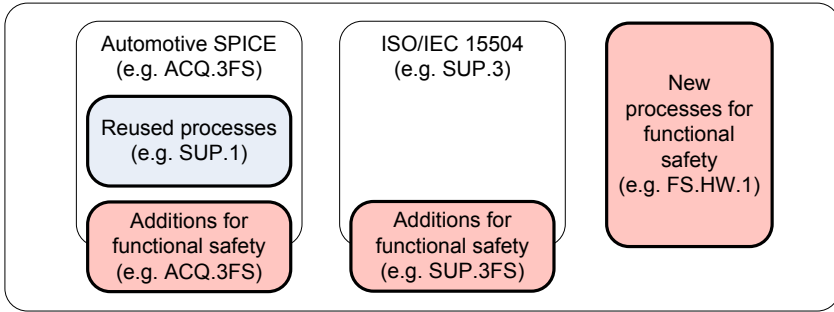 Automotive SPICE
(e.g. ACQ.3FS)
Reused processes
(e.g. SUP.1)
Additions for
functional safety
(e.g. ACQ.3FS)
ISO/IEC 15504
(e.g. SUP.3)
Additions for
functional safety
(e.g. SUP.3FS)
New
processes for
functional
safety
(e.g. FS.HW.1)